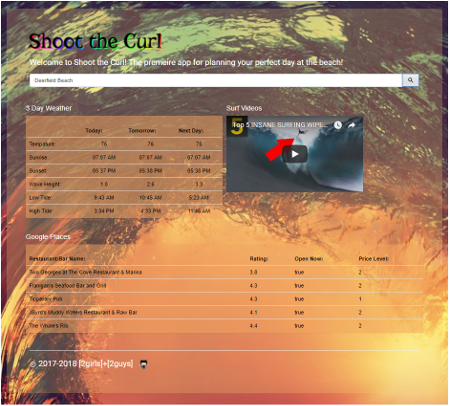 Shoot the Curl
Welcome to Shoot the Curl! The premeire app for planning your perfect day at the beach!
Deerfield Beach
3 Day Weather
Surf Videos
Today: Tomorrow: Next Day:
Tempature: 76 76 76
Sunrise: 07:07 AM 07:07 AM 07:07 AM
Sunset: 05:37 PM 05:38 PM 05:38 PM
Wave Height: 1.0 2.6 3.3
Low Tide: 9:43 AM 10:45 AM 5:23 AM
High Tide: 3:34 PM 4:33 PM 11:46 AM
5
Top 5 INSANE SURFING WIPE...
Google Places
Restaurant/Bar Name: Rating: Open Now: Price Level:
Two Georges at The Cove Restaurant & Marina 3.8 true 2
Flanigan's Seafood Bar and Grill 4.3 true 2
Tipperary Pub 4.3 true 1
JB's Muddy Waters Restaurant & Raw Bar 4.1 true 2
The Whale's Rib 4.4 true 2
© 2017-2018 [2girls]+[2guys]